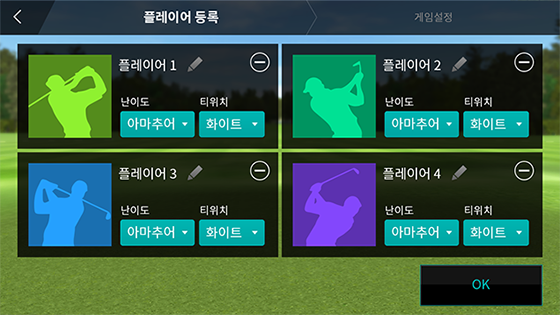 플레이어 등록
게임설정
플레이어 1
난이도 티위치
아마추어 화이트
플레이어 2
난이도 티위치
아마추어 화이트
플레이어 3
난이도 티위치
아마추어 화이트
플레이어 4
난이도 티위치
아마추어 화이트
OK